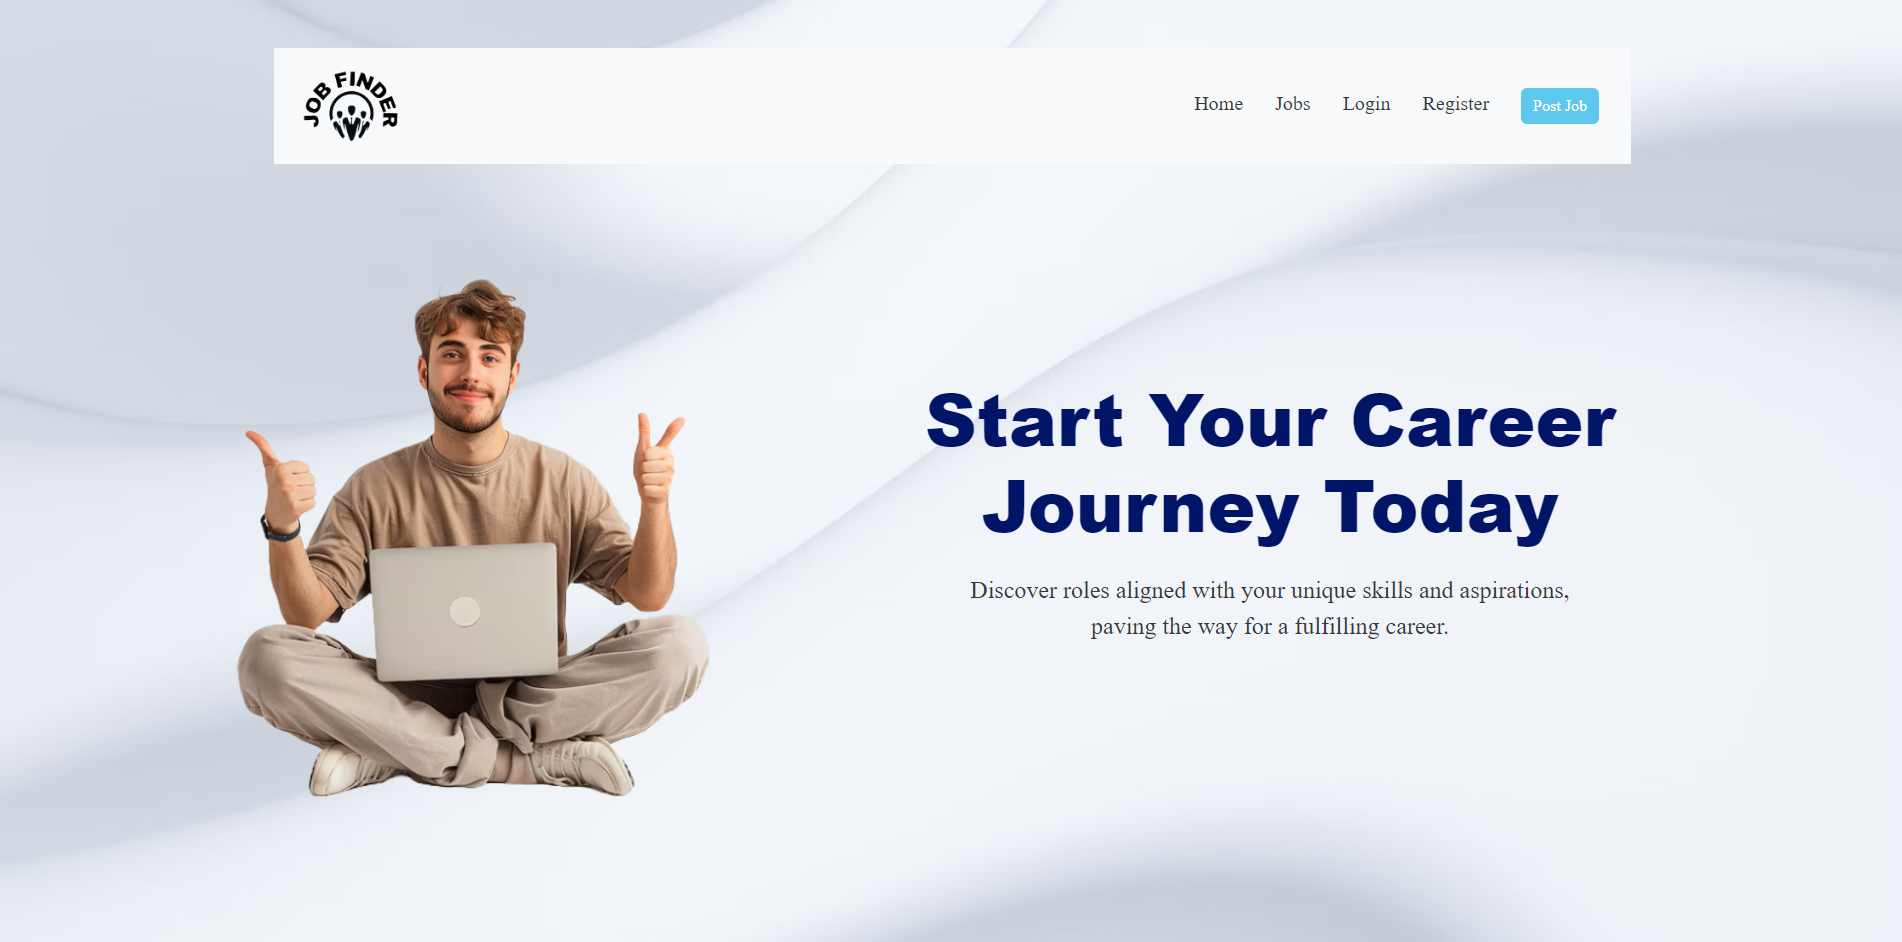 JOB FINDER
Home Jobs Login Register Post Job
Start Your Career
Journey Today
Discover roles aligned with your unique skills and aspirations,
paving the way for a fulfilling career.